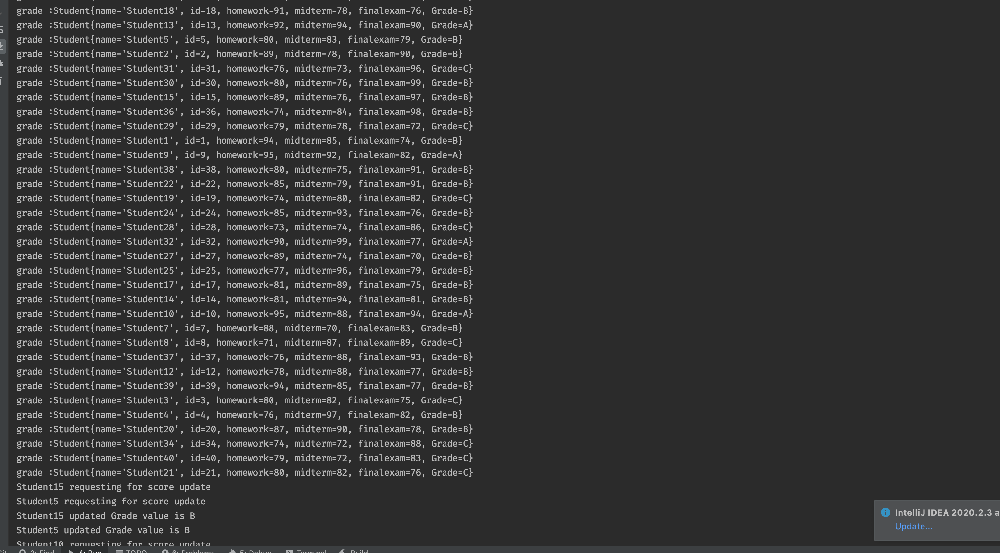 grade :Student{name='Student18', id=18, homework=91, midterm=78, finalexam=76, Grade=B}
grade :Student{name='Student13', id=13, homework=92, midterm=94, finalexam=90, Grade=A}
grade :Student{name='Student5', id=5, homework=80, midterm=83, finalexam=79, Grade=B}
grade :Student{name='Student2', id=2, homework=89, midterm=78, finalexam=90, Grade=B}
grade :Student{name='Student31', id=31, homework=76, midterm=73, finalexam=96, Grade=C}
grade :Student{name='Student30', id=30, homework=80, midterm=76, finalexam=99, Grade=B}
grade :Student{name='Student15', id=15, homework=89, midterm=76, finalexam=97, Grade=B}
grade :Student{name='Student36', id=36, homework=74, midterm=84, finalexam=98, Grade=B}
grade :Student{name='Student29', id=29, homework=79, midterm=78, finalexam=72, Grade=C}
grade :Student{name='Student1', id=1, homework=94, midterm=85, finalexam=74, Grade=B}
grade :Student{name='Student9', id=9, homework=95, midterm=92, finalexam=82, Grade=A}
grade :Student{name='Student38', id=38, homework=80, midterm=75, finalexam=91, Grade=B}
grade :Student{name='Student22', id=22, homework=85, midterm=79, finalexam=91, Grade=B}
grade :Student{name='Student19', id=19, homework=74, midterm=80, finalexam=82, Grade=C}
grade :Student{name='Student24', id=24, homework=85, midterm=93, finalexam=76, Grade=B}
grade :Student{name='Student28', id=28, homework=73, midterm=74, finalexam=86, Grade=C}
grade :Student{name='Student32', id=32, homework=90, midterm=99, finalexam=77, Grade=A}
grade :Student{name='Student27', id=27, homework=89, midterm=74, finalexam=70, Grade=B}
grade :Student{name='Student25', id=25, homework=77, midterm=96, finalexam=79, Grade=B}
grade :Student{name='Student17', id=17, homework=81, midterm=89, finalexam=75, Grade=B}
grade :Student{name='Student14', id=14, homework=81, midterm=94, finalexam=81, Grade=B}
grade :Student{name='Student10', id=10, homework=95, midterm=88, finalexam=94, Grade=A}
grade :Student{name='Student7', id=7, homework=88, midterm=70, finalexam=83, Grade=B}
grade :Student{name='Student8', id=8, homework=71, midterm=87, finalexam=89, Grade=C}
grade :Student{name='Student37', id=37, homework=76, midterm=88, finalexam=93, Grade=B}
grade :Student{name='Student12', id=12, homework=78, midterm=88, finalexam=77, Grade=B}
grade :Student{name='Student39', id=39, homework=94, midterm=85, finalexam=77, Grade=B}
grade :Student{name='Student3', id=3, homework=80, midterm=82, finalexam=75, Grade=C}
grade :Student{name='Student4', id=4, homework=76, midterm=97, finalexam=82, Grade=B}
grade :Student{name='Student20', id=20, homework=87, midterm=90, finalexam=78, Grade=B}
grade :Student{name='Student34', id=34, homework=74, midterm=72, finalexam=88, Grade=C}
grade :Student{name='Student40', id=40, homework=79, midterm=72, finalexam=83, Grade=C}
grade :Student{name='Student21', id=21, homework=80, midterm=82, finalexam=76, Grade=C}
Student15 requesting for score update
Student5 requesting for score update
Student15 updated Grade value is B
Student5 updated Grade value is B
Student10 requesting for score update
IntelliJ IDEA 2020.2.3 a
Update...
3: Find 4: Run TODO 6: Problems 5: Debug Terminal Build